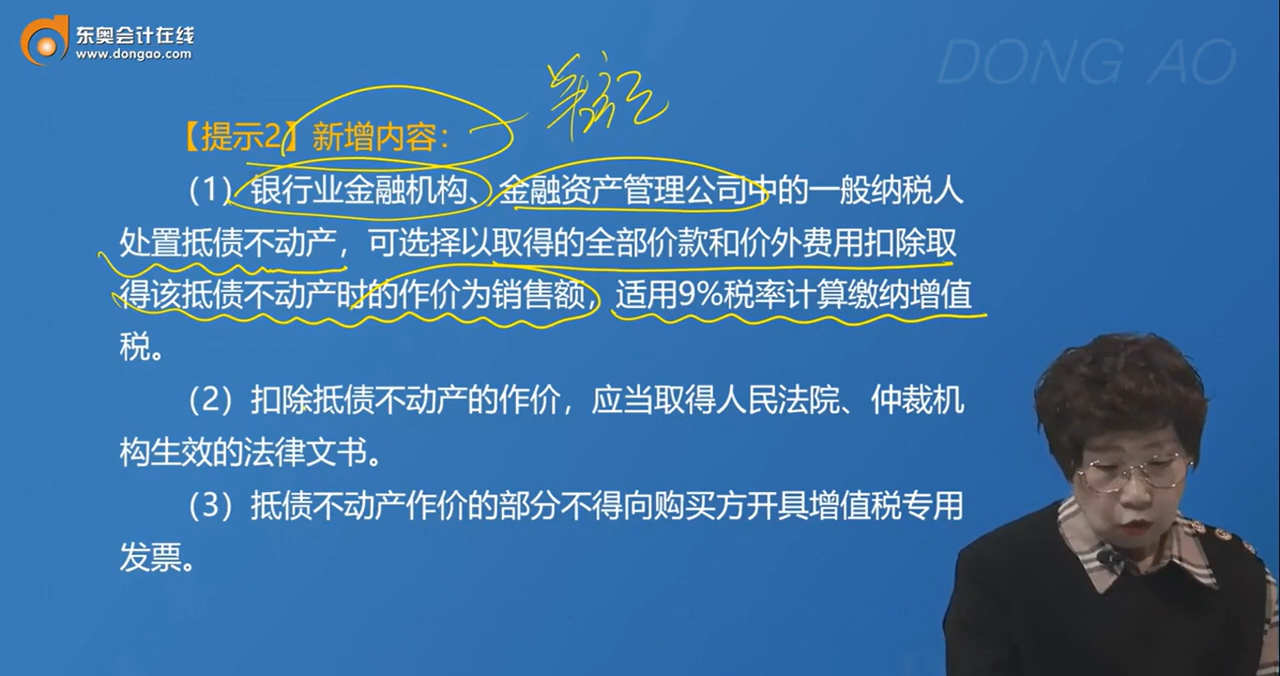 东奥会计在线
www.dongao.com
DONG AO
【提示2】新增内容：
（1）银行业金融机构、金融资产管理公司中的一般纳税人
处置抵债不动产，可选择以取得的全部价款和价外费用扣除取
得该抵债不动产时的作价为销售额，适用9%税率计算缴纳增值
税。
（2）扣除抵债不动产的作价，应当取得人民法院、仲裁机
构生效的法律文书。
（3）抵债不动产作价的部分不得向购买方开具增值税专用
发票。